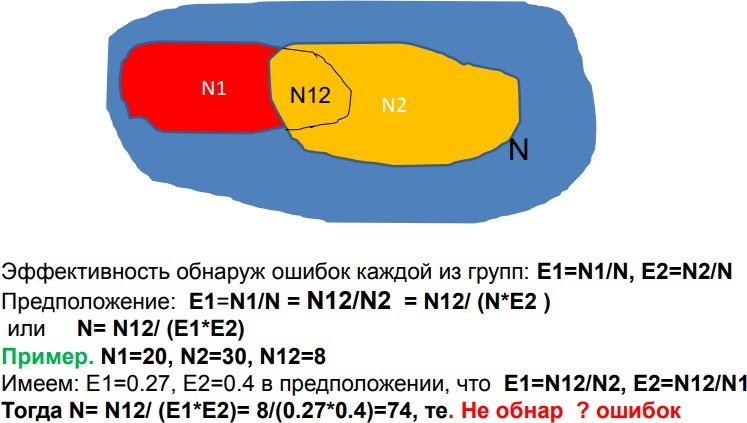 N1
N12
N2
N
Эффективность обнаруж ошибок каждой из групп: E1=N1/N, E2=N2/N
Предположение: E1=N1/N = N12/N2 = N12/ (N*E2 )
или N= N12/ (E1*E2)
Пример. N1=20, N2=30, N12=8
Имеем: E1=0.27, E2=0.4 в предположении, что E1=N12/N2, E2=N12/N1
Тогда N= N12/ (E1*E2)= 8/(0.27*0.4)=74, те. Не обнар ? ошибок